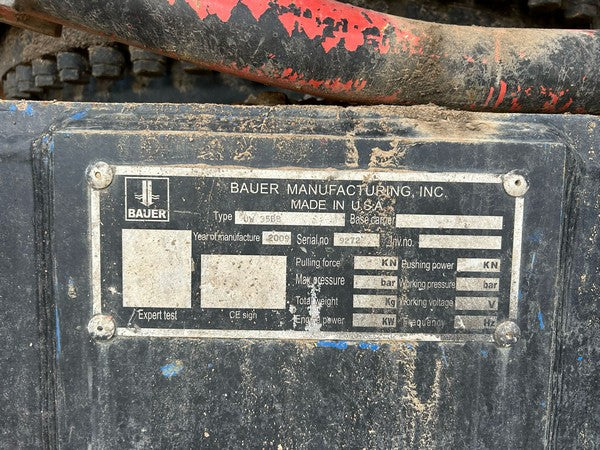 BAUER
BAUER MANUFACTURING, INC.
MADE IN U.S.A.
Type Base carrier
Year of manufacture 2009 Serial no 9272 Inv.no.
Pulling force KN Pushing power KN
Max pressure bar Working pressure bar
Total weight Kg Working voltage V
Engine power KW Frequency HZ
Expert test CE sign